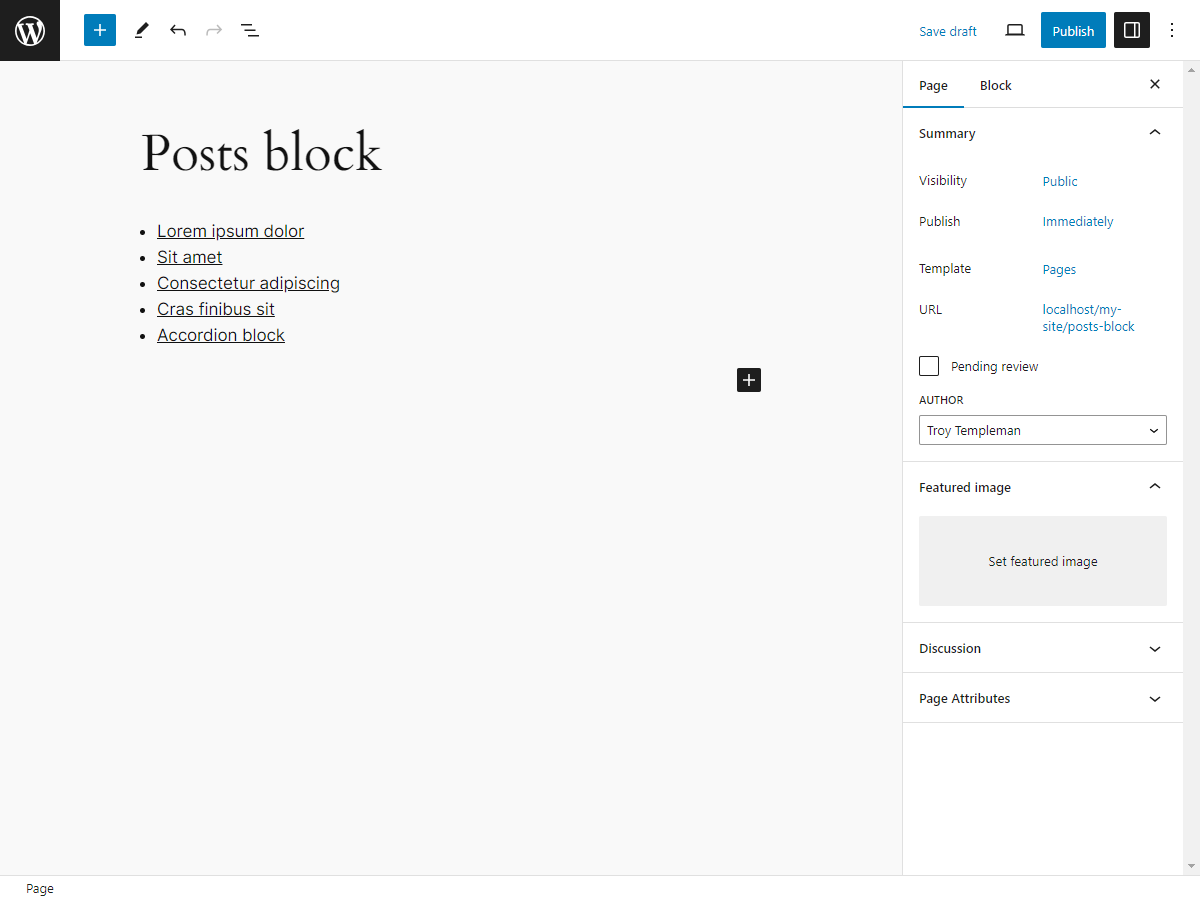 Save draft
Publish
Page
Block
Posts block
Lorem ipsum dolor
Sit amet
Consectetur adipiscing
Cras finibus sit
Accordion block
Summary
Visibility
Public
Publish
Immediately
Template
Pages
URL
localhost/my-
site/posts-block
Pending review
AUTHOR
Troy Templeman
Featured image
Set featured image
Discussion
Page Attributes
Page